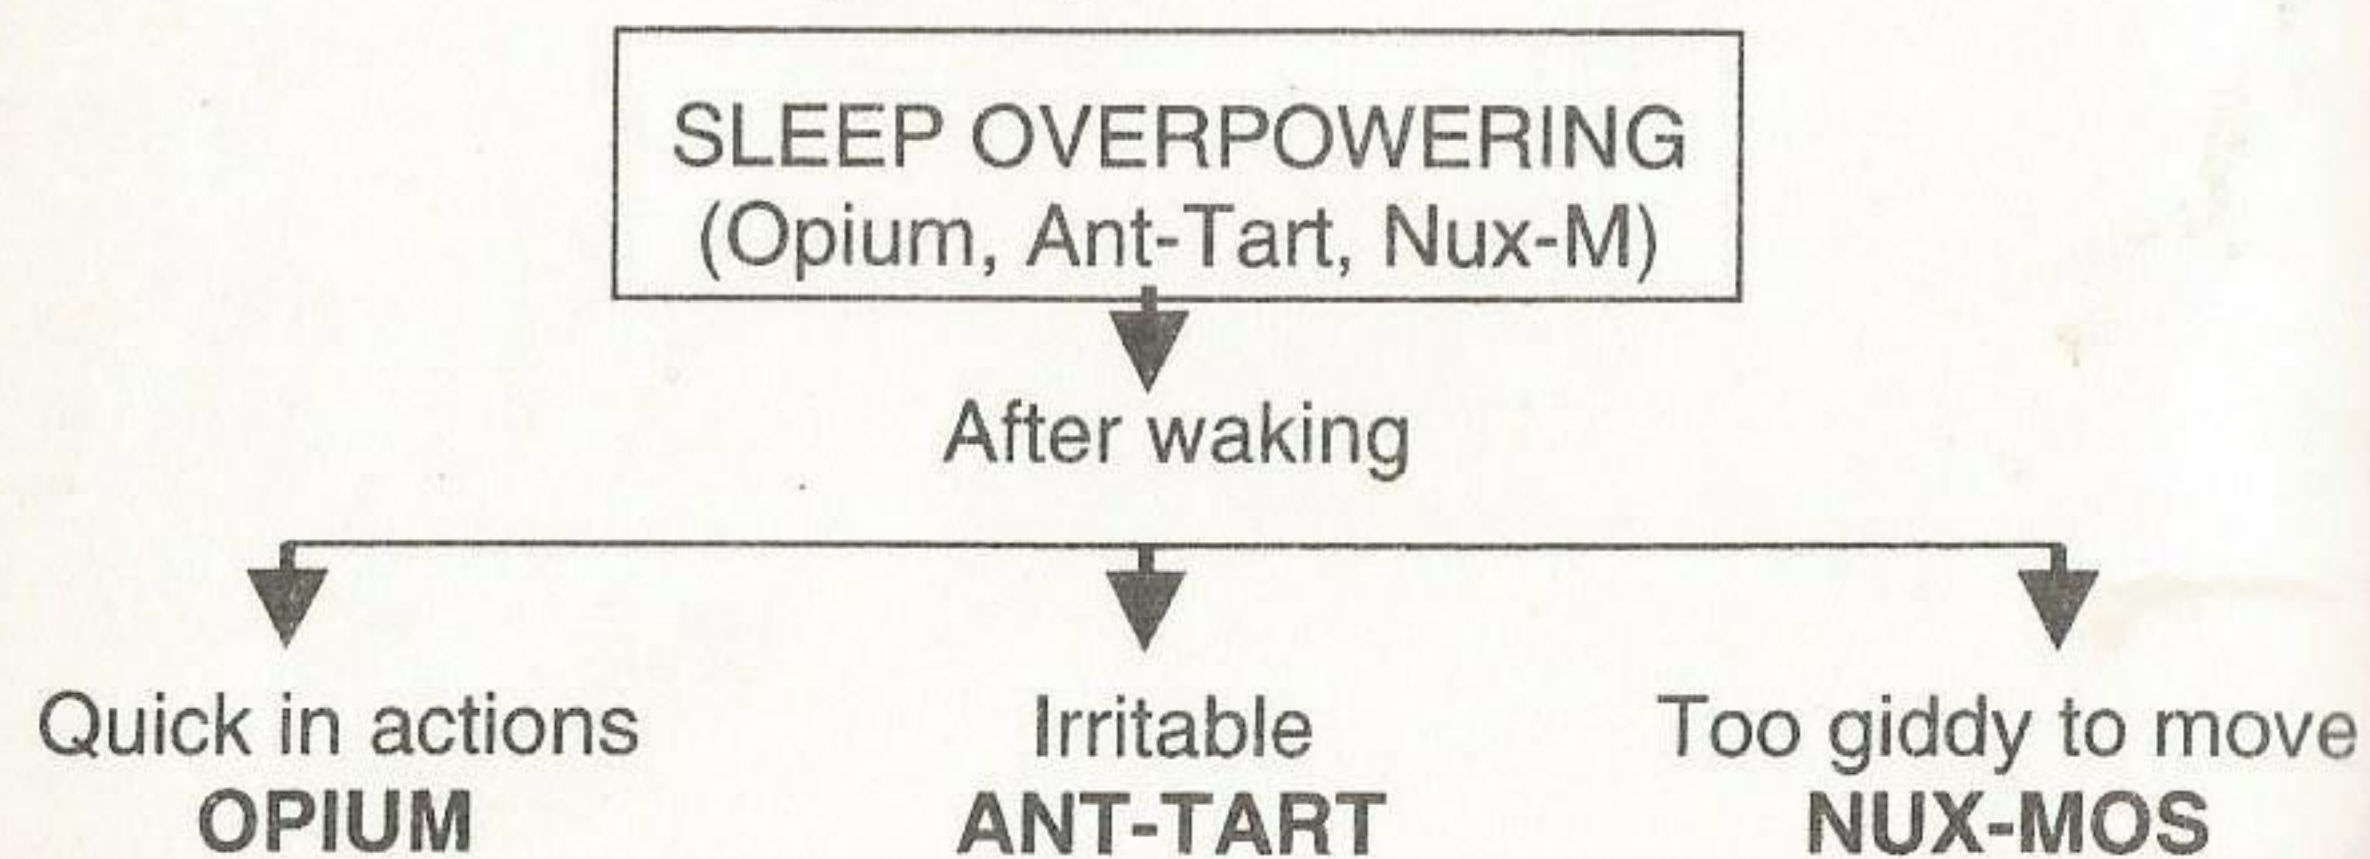 SLEEP OVERPOWERING
(Opium, Ant-Tart, Nux-M)
After waking
Quick in actions
OPIUM
Irritable
ANT-TART
Too giddy to move
NUX-MOS